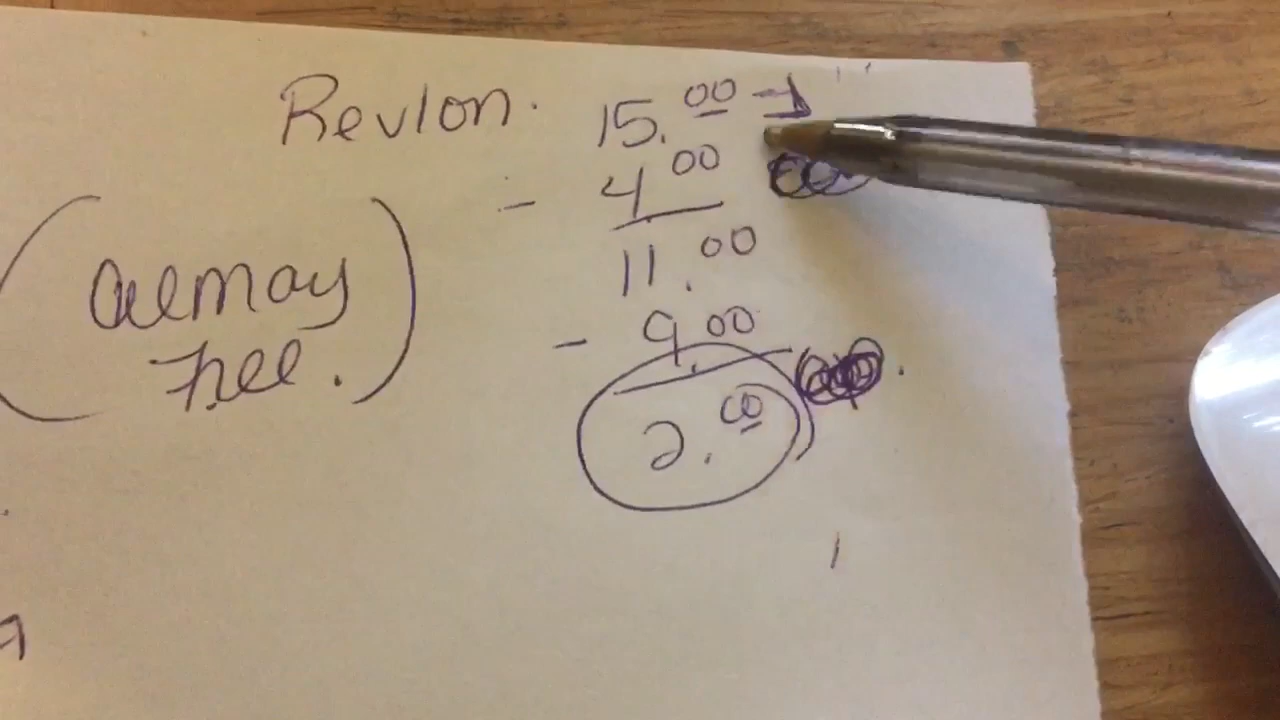 Revlon. 15.00
- 4.00
11.00
- 9.00
2.00
(Almay
Free.)